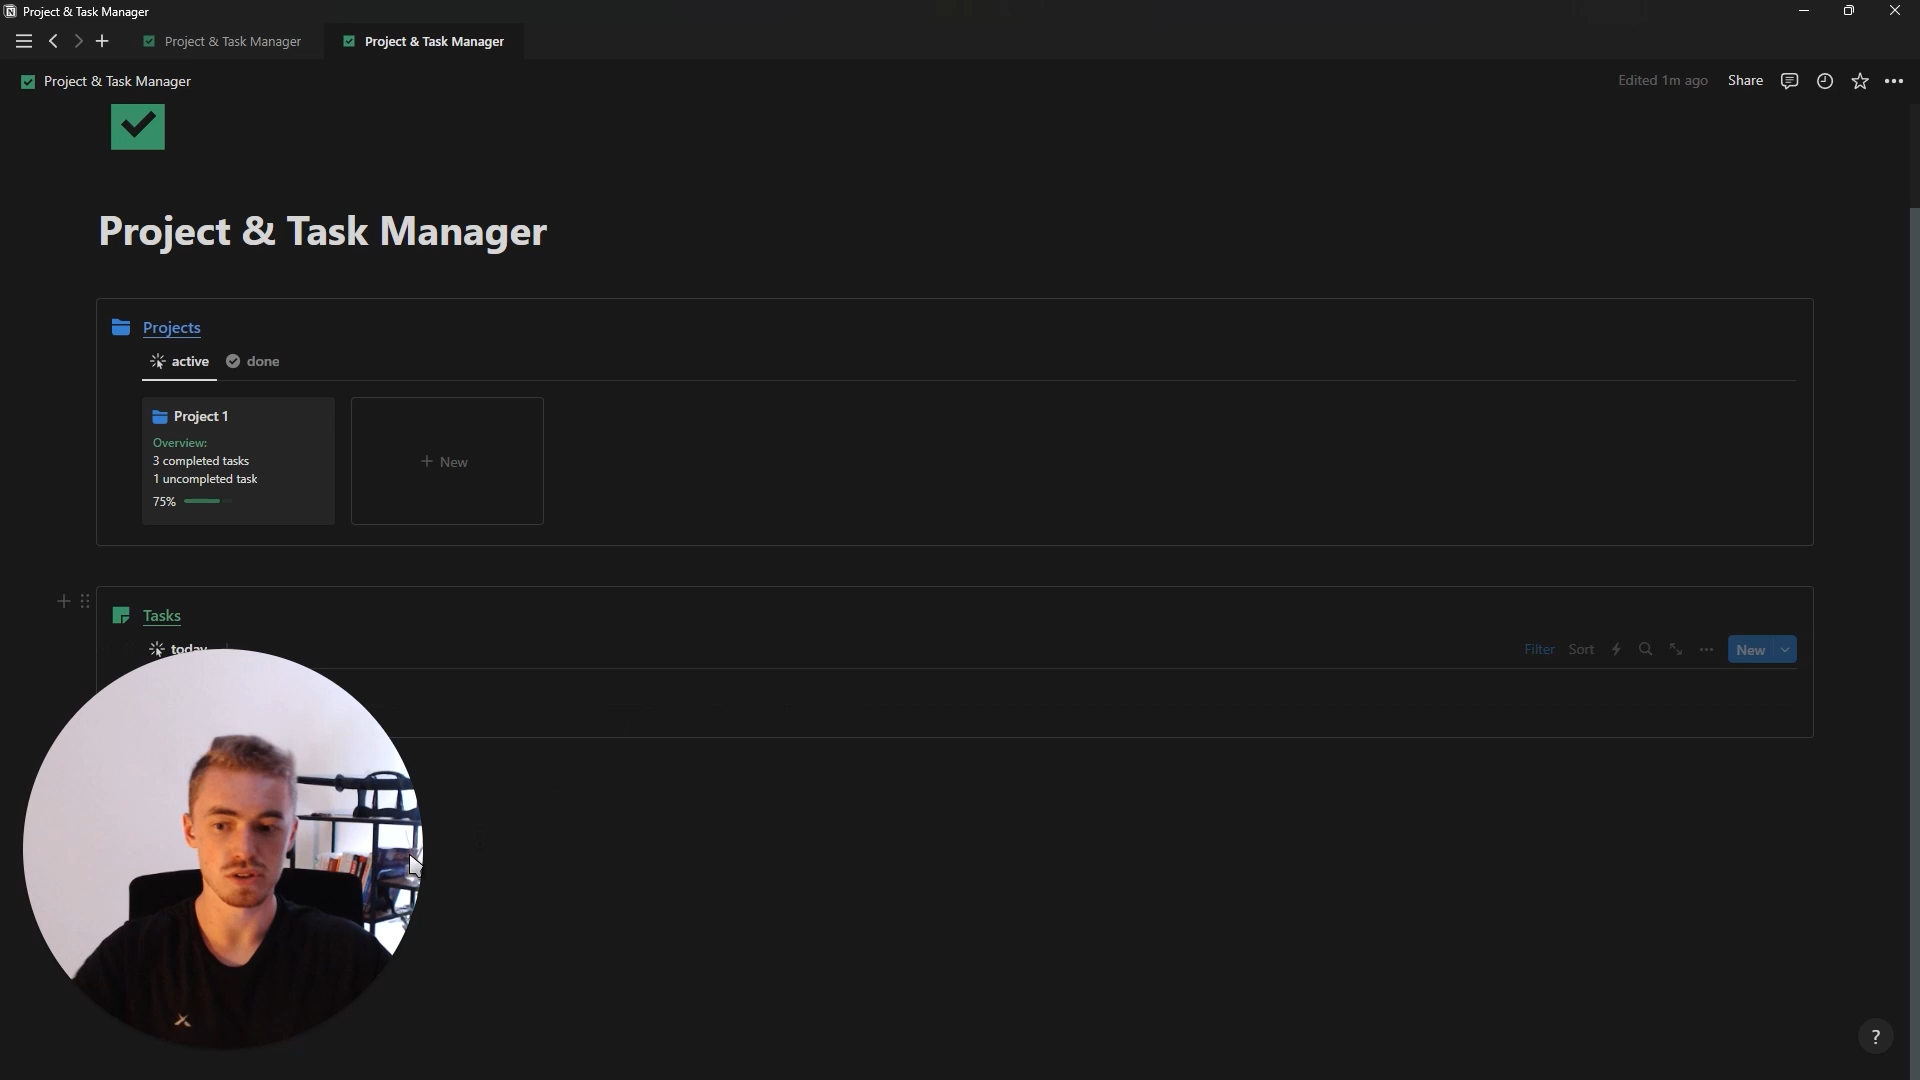 Project & Task Manager
Project & Task Manager
Project & Task Manager
Project & Task Manager
Edited 1m ago
Share
Project & Task Manager
Projects
active
done
Project 1
Overview:
3 completed tasks
1 uncompleted task
75%
+ New
Tasks
today
Filter
Sort
New
?